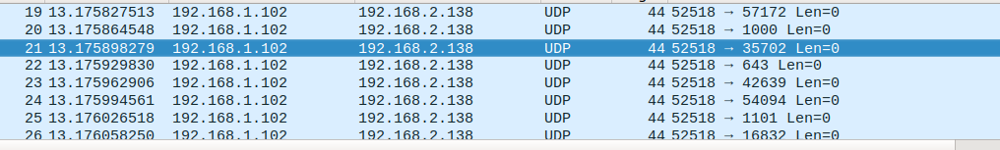 19 13.175827513 192.168.1.102 192.168.2.138 UDP 44 52518 → 57172 Len=0
20 13.175864548 192.168.1.102 192.168.2.138 UDP 44 52518 → 1000 Len=0
21 13.175898279 192.168.1.102 192.168.2.138 UDP 44 52518 → 35702 Len=0
22 13.175929830 192.168.1.102 192.168.2.138 UDP 44 52518 → 643 Len=0
23 13.175962906 192.168.1.102 192.168.2.138 UDP 44 52518 → 42639 Len=0
24 13.175994561 192.168.1.102 192.168.2.138 UDP 44 52518 → 54094 Len=0
25 13.176026518 192.168.1.102 192.168.2.138 UDP 44 52518 → 1101 Len=0
26 13.176058250 192.168.1.102 192.168.2.138 UDP 44 52518 → 16832 Len=0